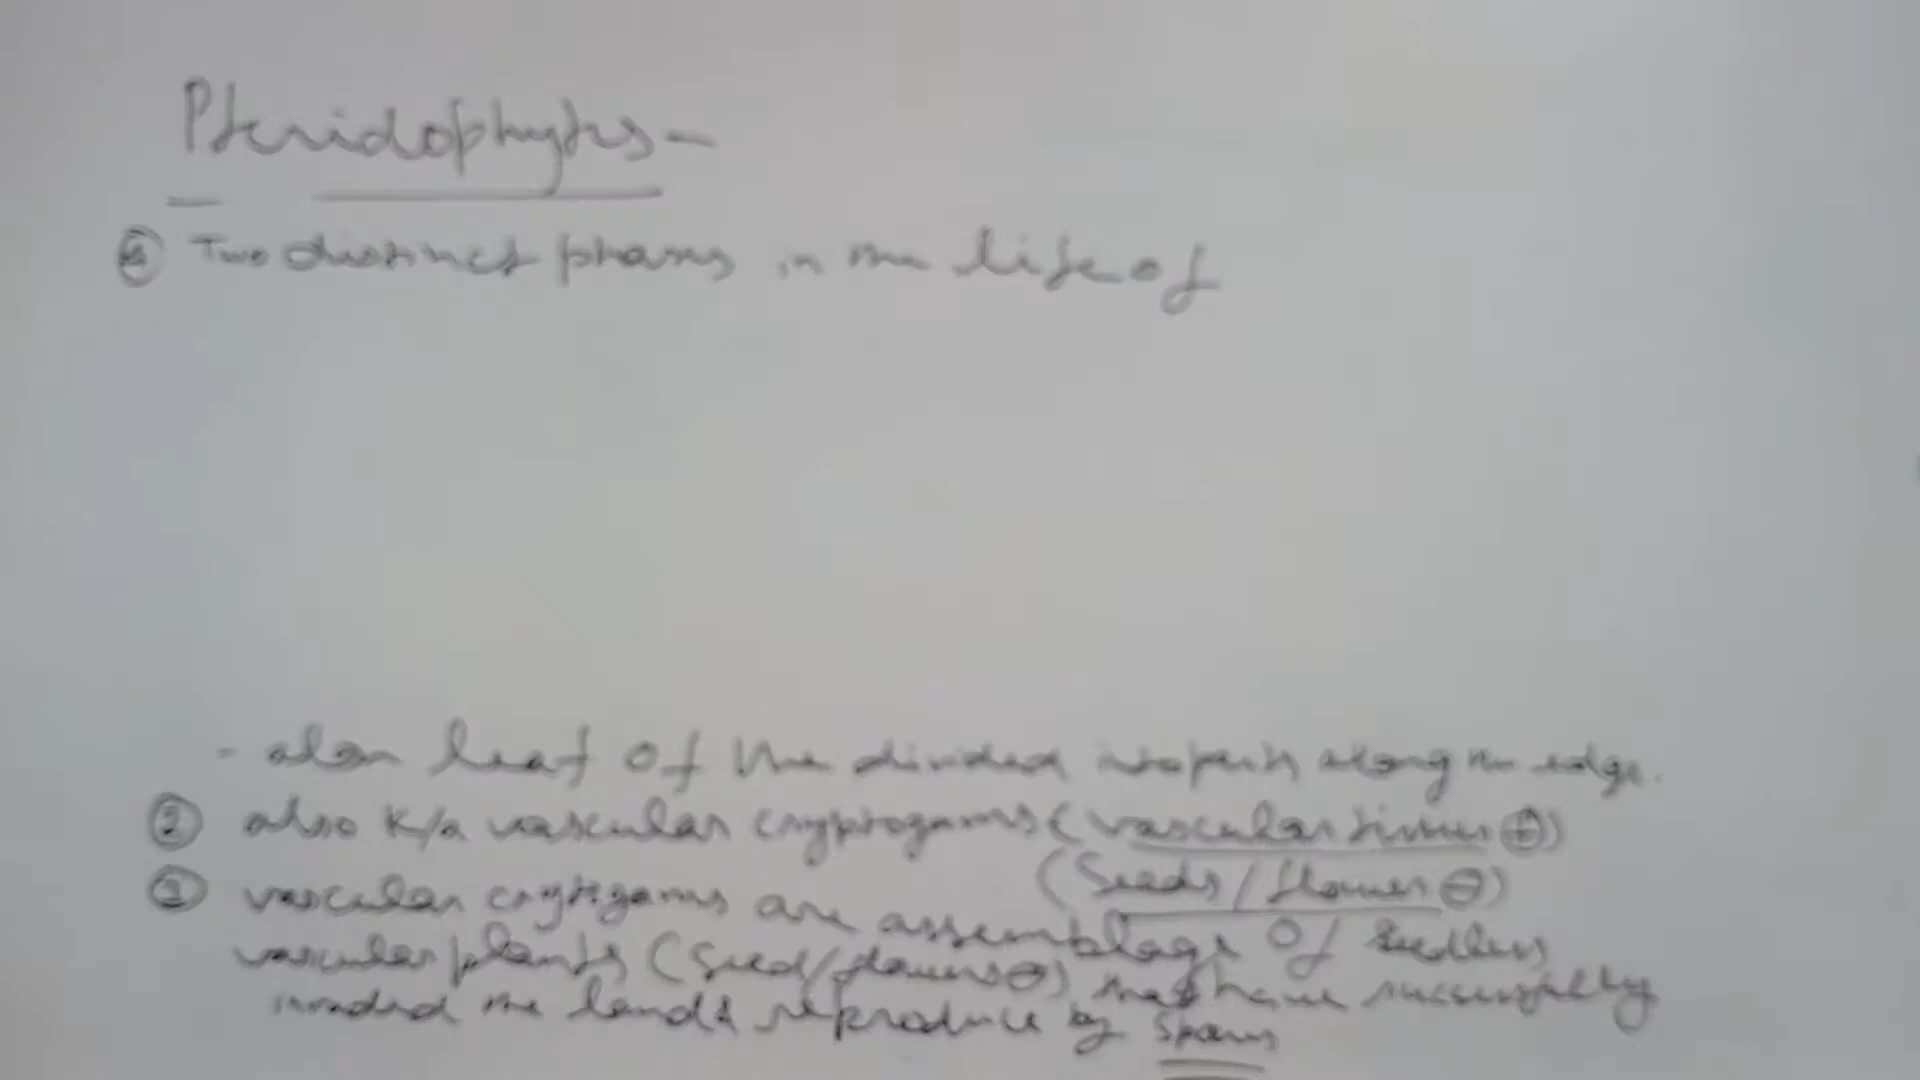 Pteridophytes -
④ Two distinct phases in the life of
- also leaf of the divided into parts along the edge.
② also k/a vascular cryptogams (vascular tissues ⊕)
(Seeds/flower ⊖)
③ vascular cryptogams are assemblage of seedless
vascular plants (Seed/flowers ⊖) that have successfully
invaded the land & reproduce by spores